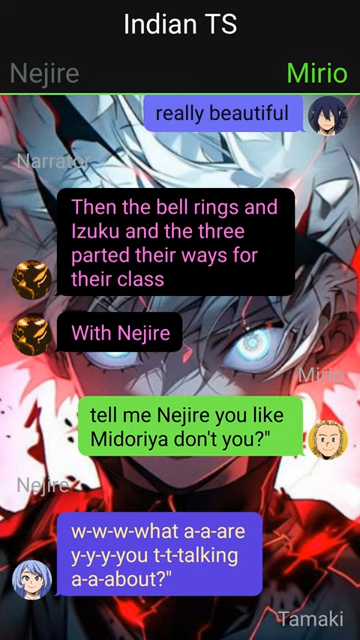 Indian TS
Nejire
Mirio
really beautiful
Narrator
Then the bell rings and
Izuku and the three
parted their ways for
their class
With Nejire
Mirio
tell me Nejire you like
Midoriya don't you?"
Nejire
w-w-w-what a-a-are
y-y-y-you t-t-talking
a-a-about?"
Tamaki